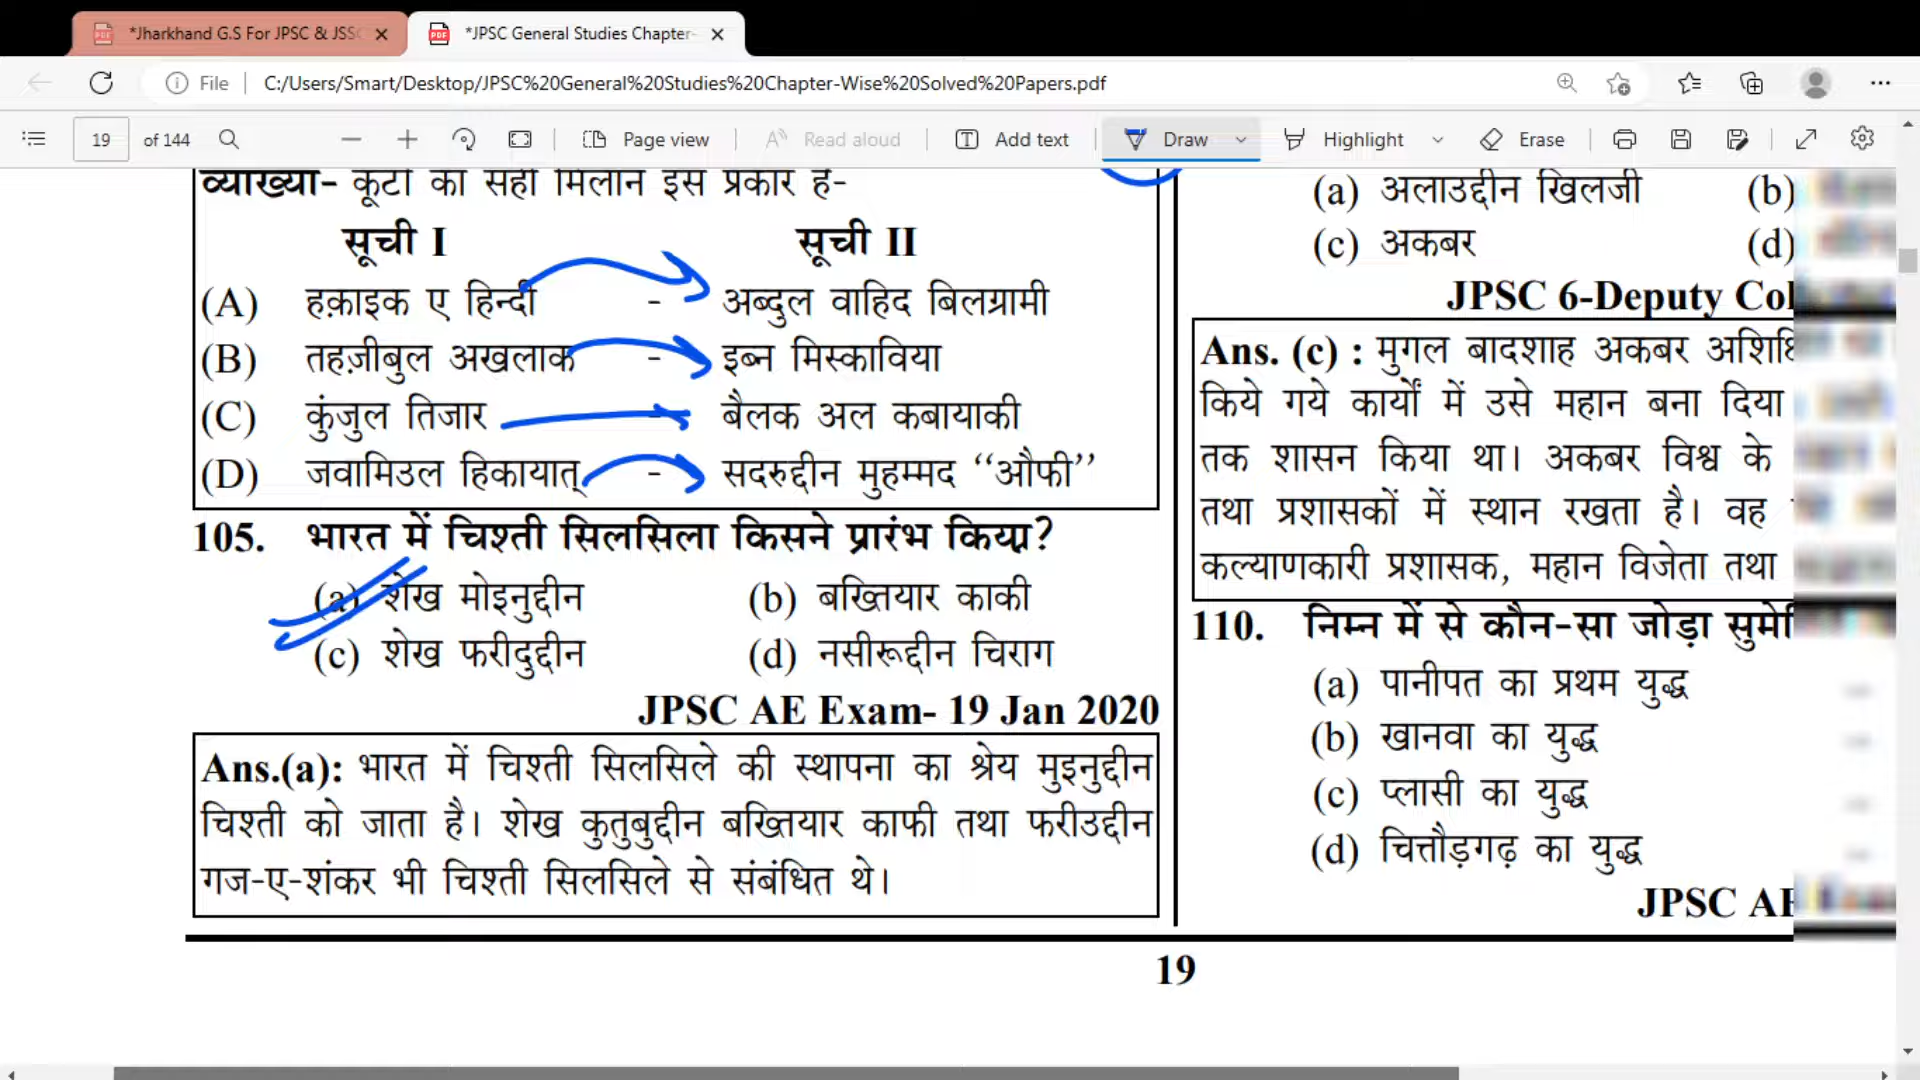 *Jharkhand G.S For JPSC & JSSC
*JPSC General Studies Chapter-
File
C:/Users/Smart/Desktop/JPSC%20General%20Studies%20Chapter-Wise%20Solved%20Papers.pdf
19 of 144
Page view
Read aloud
Add text
Draw
Highlight
Erase
व्याख्या- कूटों का सही मिलान इस प्रकार है-
सूची I सूची II
(A) हक़ाइक ए हिन्दी - अब्दुल वाहिद बिलग्रामी
(B) तहज़ीबुल अखलाक - इब्न मिस्काविया
(C) कुंजुल तिजार - बैलक अल कबायाकी
(D) जवामिउल हिकायात् - सदरुद्दीन मुहम्मद “औफी”
105. भारत में चिश्ती सिलसिला किसने प्रारंभ किया?
(a) शेख मोइनुद्दीन (b) बख्तियार काकी
(c) शेख फरीदुद्दीन (d) नसीरूद्दीन चिराग
JPSC AE Exam- 19 Jan 2020
Ans.(a): भारत में चिश्ती सिलसिले की स्थापना का श्रेय मुइनुद्दीन
चिश्ती को जाता है। शेख कुतुबुद्दीन बख्तियार काफी तथा फरीउद्दीन
गज-ए-शंकर भी चिश्ती सिलसिले से संबंधित थे।
(a) अलाउद्दीन खिलजी (b)
(c) अकबर (d)
JPSC 6-Deputy Col
Ans. (c) : मुगल बादशाह अकबर
किये गये कार्यों में उसे महान बना दिया
तक शासन किया था। अकबर विश्व के
तथा प्रशासकों में स्थान रखता है। वह
कल्याणकारी प्रशासक, महान विजेता तथा
110. निम्न में से कौन-सा जोड़ा
(a) पानीपत का प्रथम युद्ध
(b) खानवा का युद्ध
(c) प्लासी का युद्ध
(d) चित्तौड़गढ़ का युद्ध
JPSC AE
19